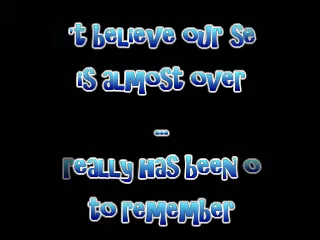 't believe our se
is almost over
...
really has been o
to remember